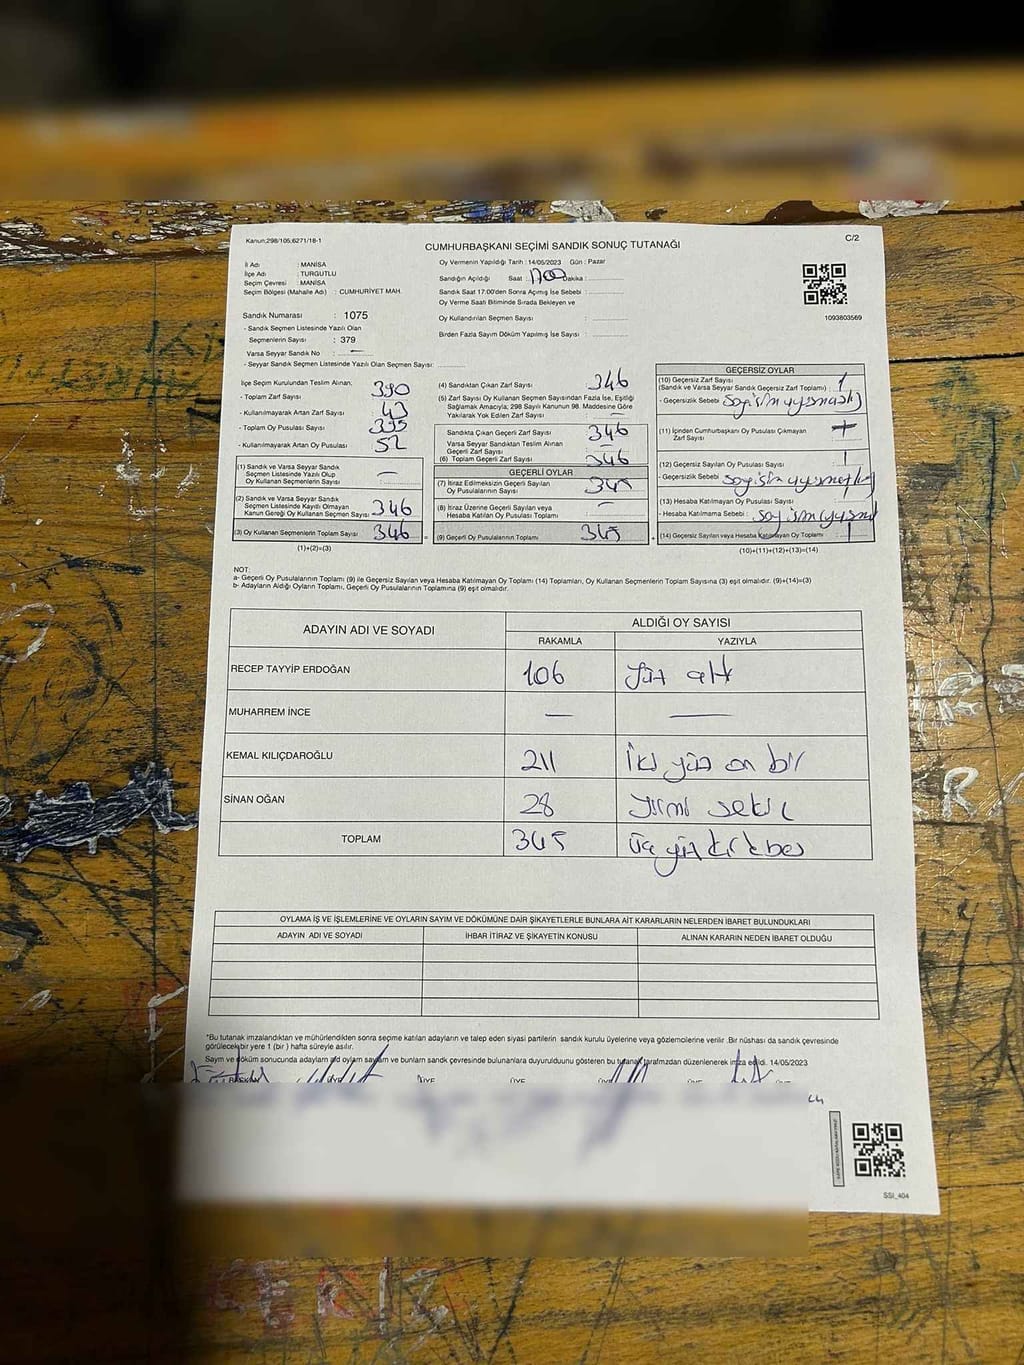 Kanun;298/105;6271/18-1
CUMHURBAŞKANI SEÇİMİ SANDIK SONUÇ TUTANAĞI
C/2
İl Adı : MANİSA
İlçe Adı : TURGUTLU
Seçim Çevresi : MANİSA
Seçim Bölgesi (Mahalle Adı) : CUMHURİYET MAH.
Sandık Numarası : 1075
- Sandık Seçmen Listesinde Yazılı Olan
Seçmenlerin Sayısı : 379
Varsa Seyyar Sandık No : —
- Seyyar Sandık Seçmen Listesinde Yazılı Olan Seçmen Sayısı:
Oy Vermenin Yapıldığı Tarih : 14/05/2023 Gün : Pazar
Sandığın Açıldığı Saat : 1700 Dakika :
Sandık Saat 17:00'den Sonra Açımış İse Sebebi :
Oy Verme Saati Bitiminde Sırada Bekleyen ve
Oy Kullandırılan Seçmen Sayısı :
Birden Fazla Sayım Döküm Yapılmış İse Sayısı :
1093803569
İlçe Seçim Kurulundan Teslim Alınan;
- Toplam Zarf Sayısı 390
- Kullanılmayarak Artan Zarf Sayısı : 43
- Toplam Oy Pusulası Sayısı 395
- Kullanılmayarak Artan Oy Pusulası 52
(1) Sandık ve Varsa Seyyar Sandık
Seçmen Listesinde Yazılı Olup
Oy Kullanan Seçmenlerin Sayısı : —
(2) Sandık ve Varsa Seyyar Sandık
Seçmen Listesinde Kayıtlı Olmayan
Kanun Gereği Oy Kullanan Seçmen Sayısı : 346
(3) Oy Kullanan Seçmenlerin Toplam Sayısı 346
(1)+(2)=(3)
(4) Sandıktan Çıkan Zarf Sayısı 346
(5) Zarf Sayısı Oy Kullanan Seçmen Sayısından Fazla İse, Eşitliği
Sağlamak Amacıyla; 298 Sayılı Kanunun 98. Maddesine Göre
Yakılarak Yok Edilen Zarf Sayısı —
Sandıkta Çıkan Geçerli Zarf Sayısı 346
Varsa Seyyar Sandıktan Teslim Alınan
Geçerli Zarf Sayısı —
(6) Toplam Geçerli Zarf Sayısı 346
GEÇERLİ OYLAR
(7) İtiraz Edilmeksizin Geçerli Sayılan
Oy Pusulalarının Sayısı : 345
(8) İtiraz Üzerine Geçerli Sayılan veya
Hesaba Katılan Oy Pusulası Toplamı —
(9) Geçerli Oy Pusulalarının Toplamı 345
GEÇERSİZ OYLAR
(10) Geçersiz Zarf Sayısı
(Sandık ve Varsa Seyyar Sandık Geçersiz Zarf Toplamı) : 1
- Geçersizlik Sebebi :
(11) İçinden Cumhurbaşkanı Oy Pusulası Çıkmayan
Zarf Sayısı
(12) Geçersiz Sayılan Oy Pusulası Sayısı : 1
- Geçersizlik Sebebi :
(13) Hesaba Katılmayan Oy Pusulası Sayısı
- Hesaba Katılmama Sebebi :
(14) Geçersiz Sayılan veya Hesaba Katılmayan Oy Toplamı : 1
(10)+(11)+(12)+(13)=(14)
NOT:
a- Geçerli Oy Pusulalarının Toplamı (9) ile Geçersiz Sayılan veya Hesaba Katılmayan Oy Toplamı (14) Toplamları, Oy Kullanan Seçmenlerin Toplam Sayısına (3) eşit olmalıdır. (9)+(14)=(3)
b- Adayların Aldığı Oyların Toplamı, Geçerli Oy Pusulalarının Toplamına (9) eşit olmalıdır.
ADAYIN ADI VE SOYADI
ALDIĞI OY SAYISI
RAKAMLA YAZIYLA
RECEP TAYYİP ERDOĞAN 106 yüz altı
MUHARREM İNCE — —
KEMAL KILIÇDAROĞLU 211 İki yüz on bir
SİNAN OĞAN 28 yirmi sekiz
TOPLAM 345 üç yüz kırk beş
OYLAMA İŞ VE İŞLEMLERİNE VE OYLARIN SAYIM VE DÖKÜMÜNE DAİR ŞİKAYETLERLE BUNLARA AİT KARARLARIN NELERDEN İBARET BULUNDUKLARI
ADAYIN ADI VE SOYADI İHBAR İTİRAZ VE ŞİKAYETİN KONUSU ALINAN KARARIN NEDEN İBARET OLDUĞU
"Bu tutanak imzalandıktan ve mühürlendikten sonra seçime katılan adayların ve talep eden siyasi partilerin sandık kurulu üyelerine veya gözlemcilerine verilir .Bir nüshası da sandık çevresinde
görülecek bir yere 1 (bir ) hafta süreyle asılır.
Sayım ve döküm sonucunda adayların ad oyların sayısını ve bunların sandık çevresinde bulunanlara duyurulduunu gösteren bu tutanak tarafımızdan düzenlenerek imza edildi. 14/05/2023
BAŞKAN ÜYE ÜYE ÜYE ÜYE ÜYE ÜYE
SSI_404